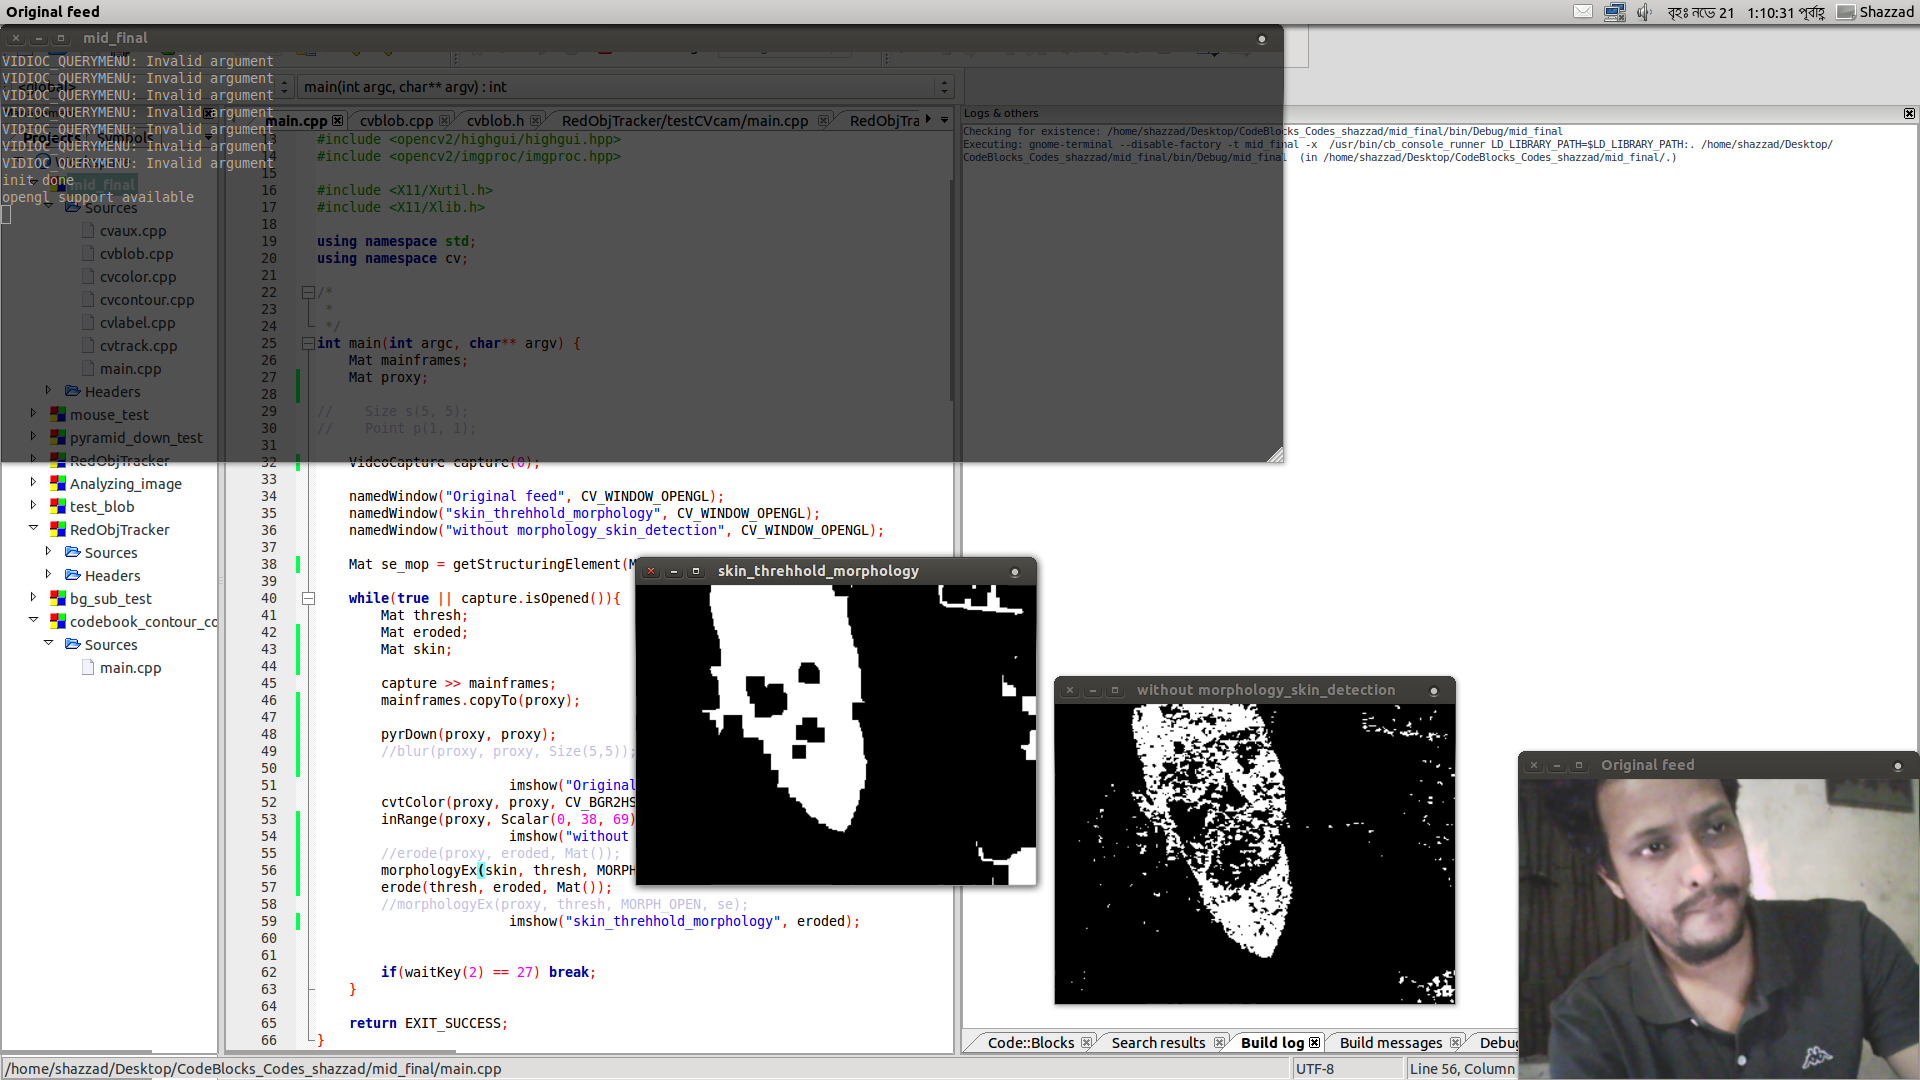 Original feed
বৃহঃ নভে 21 1:10:31 পূর্বাহ্ণ Shazzad
mid_final
VIDIOC_QUERYMENU: Invalid argument
VIDIOC_QUERYMENU: Invalid argument
VIDIOC_QUERYMENU: Invalid argument
VIDIOC_QUERYMENU: Invalid argument
VIDIOC_QUERYMENU: Invalid argument
VIDIOC_QUERYMENU: Invalid argument
VIDIOC_QUERYMENU: Invalid argument
init done
opengl support available
<global>
main(int argc, char** argv) : int
Projects Symbols
mid_final
Sources
cvaux.cpp
cvblob.cpp
cvcolor.cpp
cvcontour.cpp
cvlabel.cpp
cvtrack.cpp
main.cpp
Headers
mouse_test
pyramid_down_test
RedObjTracker
Analyzing_image
test_blob
RedObjTracker
Sources
Headers
bg_sub_test
codebook_contour_co
Sources
main.cpp
main.cpp cvblob.cpp cvblob.h RedObjTracker/testCVcam/main.cpp RedObjTra
13 #include <opencv2/highgui/highgui.hpp>
14 #include <opencv2/imgproc/imgproc.hpp>
15
16 #include <X11/Xutil.h>
17 #include <X11/Xlib.h>
18
19 using namespace std;
20 using namespace cv;
21
22 /*
23 *
24 */
25 int main(int argc, char** argv) {
26 Mat mainframes;
27 Mat proxy;
28
29 // Size s(5, 5);
30 // Point p(1, 1);
31
32 VideoCapture capture(0);
33
34 namedWindow("Original feed", CV_WINDOW_OPENGL);
35 namedWindow("skin_threhhold_morphology", CV_WINDOW_OPENGL);
36 namedWindow("without morphology_skin_detection", CV_WINDOW_OPENGL);
37
38 Mat se_mop = getStructuringElement(M
39
40 while(true || capture.isOpened()){
41 Mat thresh;
42 Mat eroded;
43 Mat skin;
44
45 capture >> mainframes;
46 mainframes.copyTo(proxy);
47
48 pyrDown(proxy, proxy);
49 //blur(proxy, proxy, Size(5,5));
50
51 imshow("Original
52 cvtColor(proxy, proxy, CV_BGR2HS
53 inRange(proxy, Scalar(0, 38, 69)
54 imshow("without
55 //erode(proxy, eroded, Mat());
56 morphologyEx(skin, thresh, MORPH
57 erode(thresh, eroded, Mat());
58 //morphologyEx(proxy, thresh, MORPH_OPEN, se);
59 imshow("skin_threhhold_morphology", eroded);
60
61
62 if(waitKey(2) == 27) break;
63 }
64
65 return EXIT_SUCCESS;
66 }
Logs & others
Checking for existence: /home/shazzad/Desktop/CodeBlocks_Codes_shazzad/mid_final/bin/Debug/mid_final
Executing: gnome-terminal --disable-factory -t mid_final -x /usr/bin/cb_console_runner LD_LIBRARY_PATH=$LD_LIBRARY_PATH:. /home/shazzad/Desktop/
CodeBlocks_Codes_shazzad/mid_final/bin/Debug/mid_final (in /home/shazzad/Desktop/CodeBlocks_Codes_shazzad/mid_final/.)
skin_threhhold_morphology
without morphology_skin_detection
Original feed
Code::Blocks Search results Build log Build messages Debug
/home/shazzad/Desktop/CodeBlocks_Codes_shazzad/mid_final/main.cpp UTF-8 Line 56, Column